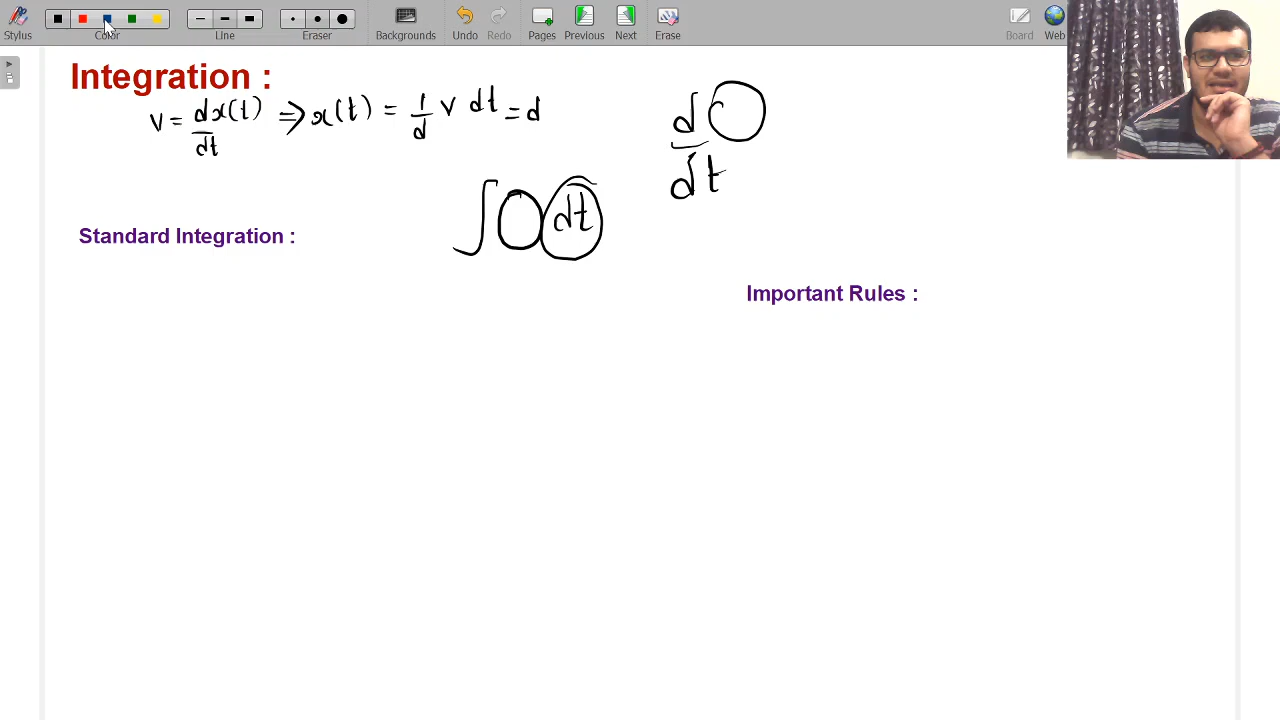 Stylus Color Line Eraser Backgrounds Undo Redo Pages Previous Next Erase Board Web
Integration :
v = dx(t)/dt => x(t) = 1/d v dt = d
d/dt
∫ dt
Standard Integration :
Important Rules :